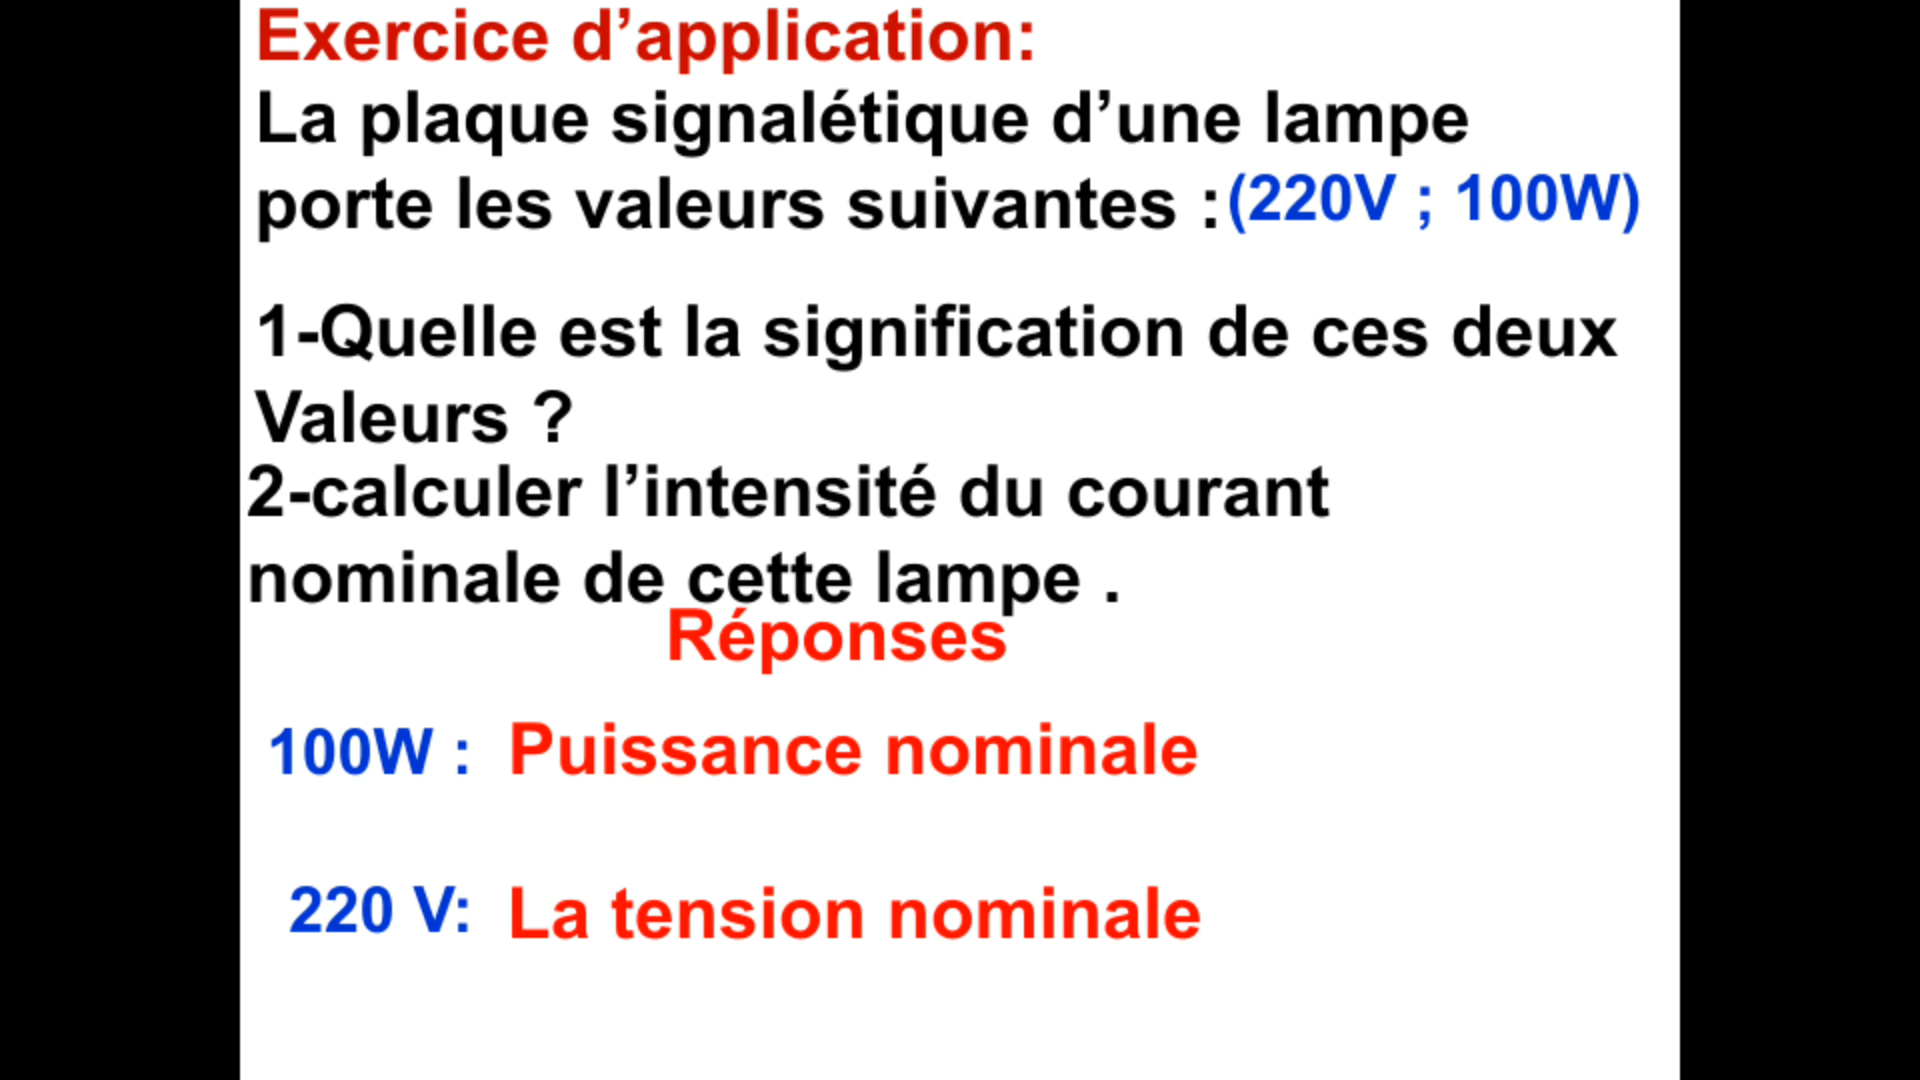 Exercice d’application:
La plaque signalétique d’une lampe
porte les valeurs suivantes :(220V ; 100W)
1-Quelle est la signification de ces deux
Valeurs ?
2-calculer l’intensité du courant
nominale de cette lampe .
Réponses
100W : Puissance nominale
220 V: La tension nominale